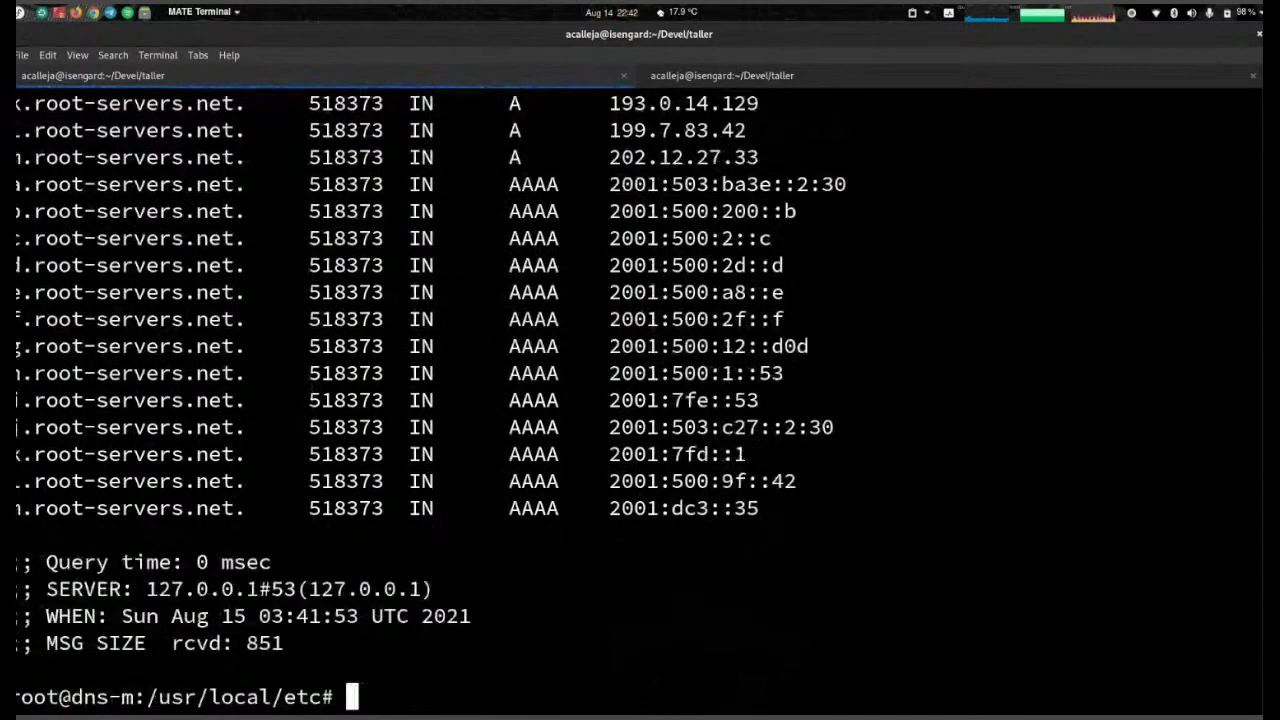 MATE Terminal
Aug 14 22:42
17.9 °C
98 %
acalleja@isengard:~/Devel/taller
File Edit View Search Terminal Tabs Help
acalleja@isengard:~/Devel/taller
acalleja@isengard:~/Devel/taller
k.root-servers.net. 518373 IN A 193.0.14.129
l.root-servers.net. 518373 IN A 199.7.83.42
m.root-servers.net. 518373 IN A 202.12.27.33
a.root-servers.net. 518373 IN AAAA 2001:503:ba3e::2:30
b.root-servers.net. 518373 IN AAAA 2001:500:200::b
c.root-servers.net. 518373 IN AAAA 2001:500:2::c
d.root-servers.net. 518373 IN AAAA 2001:500:2d::d
e.root-servers.net. 518373 IN AAAA 2001:500:a8::e
f.root-servers.net. 518373 IN AAAA 2001:500:2f::f
g.root-servers.net. 518373 IN AAAA 2001:500:12::d0d
h.root-servers.net. 518373 IN AAAA 2001:500:1::53
i.root-servers.net. 518373 IN AAAA 2001:7fe::53
j.root-servers.net. 518373 IN AAAA 2001:503:c27::2:30
k.root-servers.net. 518373 IN AAAA 2001:7fd::1
l.root-servers.net. 518373 IN AAAA 2001:500:9f::42
m.root-servers.net. 518373 IN AAAA 2001:dc3::35
;; Query time: 0 msec
;; SERVER: 127.0.0.1#53(127.0.0.1)
;; WHEN: Sun Aug 15 03:41:53 UTC 2021
;; MSG SIZE rcvd: 851
root@dns-m:/usr/local/etc#